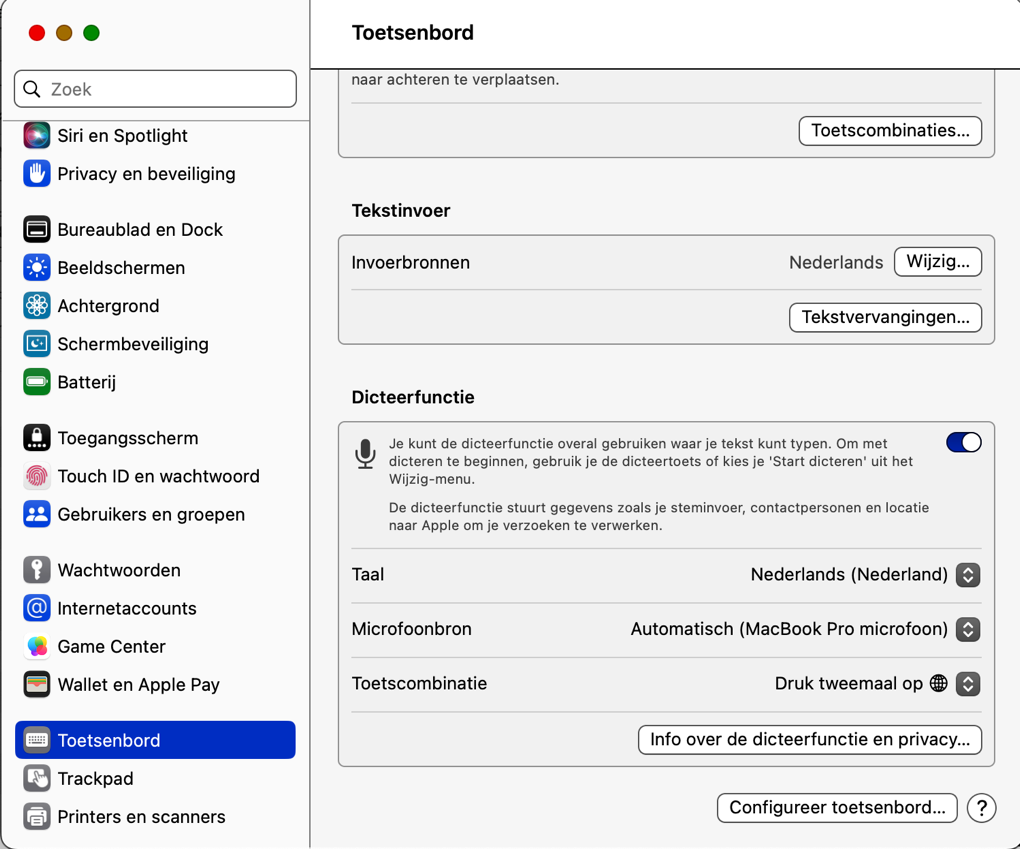 Zoek
Siri en Spotlight
Privacy en beveiliging
Bureaublad en Dock
Beeldschermen
Achtergrond
Schermbeveiliging
Batterij
Toegangsscherm
Touch ID en wachtwoord
Gebruikers en groepen
Wachtwoorden
Internetaccounts
Game Center
Wallet en Apple Pay
Toetsenbord
Trackpad
Printers en scanners
Toetsenbord
naar achteren te verplaatsen.
Toetscombinaties...
Tekstinvoer
Invoerbronnen Nederlands Wijzig...
Tekstvervangingen...
Dicteerfunctie
Je kunt de dicteerfunctie overal gebruiken waar je tekst kunt typen. Om met
dicteren te beginnen, gebruik je de dicteertoets of kies je 'Start dicteren' uit het
Wijzig-menu.
De dicteerfunctie stuurt gegevens zoals je steminvoer, contactpersonen en locatie
naar Apple om je verzoeken te verwerken.
Taal Nederlands (Nederland)
Microfoonbron Automatisch (MacBook Pro microfoon)
Toetscombinatie Druk tweemaal op
Info over de dicteerfunctie en privacy...
Configureer toetsenbord... ?